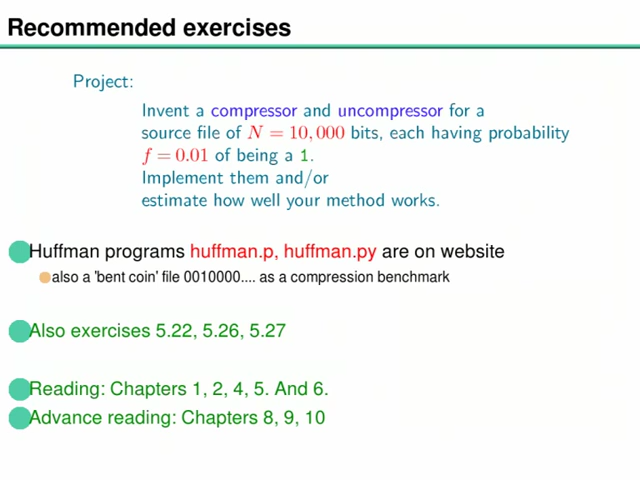 Recommended exercises
Project:
Invent a compressor and uncompressor for a
source file of N = 10,000 bits, each having probability
f = 0.01 of being a 1.
Implement them and/or
estimate how well your method works.
Huffman programs huffman.p, huffman.py are on website
also a 'bent coin' file 0010000.... as a compression benchmark
Also exercises 5.22, 5.26, 5.27
Reading: Chapters 1, 2, 4, 5. And 6.
Advance reading: Chapters 8, 9, 10